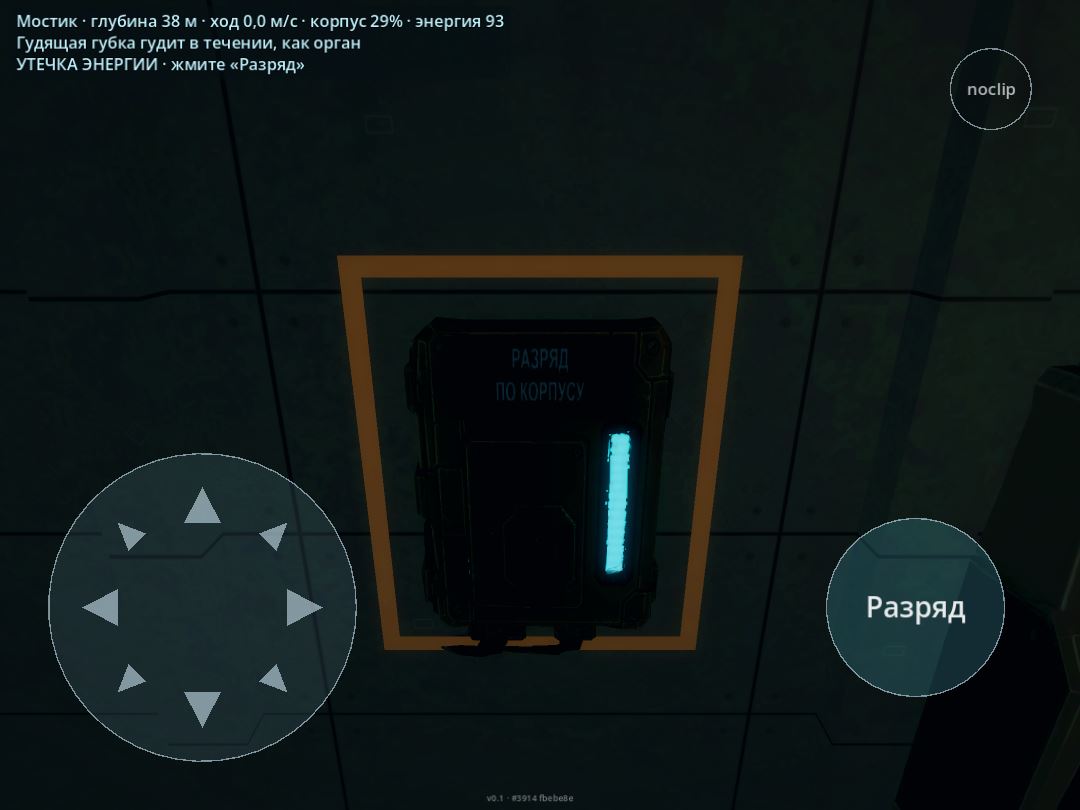 Мостик · глубина 38 м · ход 0,0 м/с · корпус 29% · энергия 93
Гудящая губка гудит в течении, как орган
УТЕЧКА ЭНЕРГИИ · жмите «Разряд»
noclip
РАЗРЯД
ПО КОРПУСУ
Разряд
v0.1 · #3914 fbebe8e